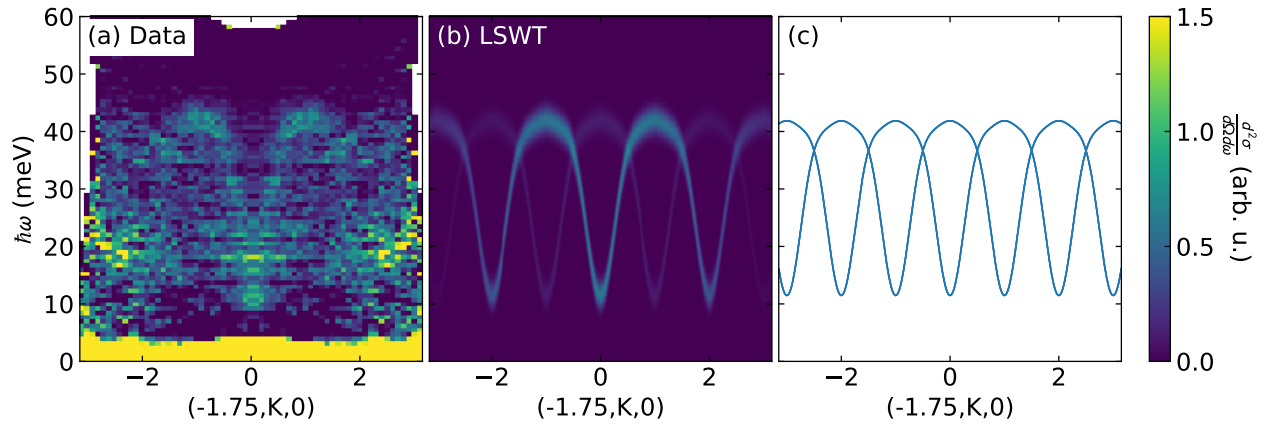 (a) Data
(b) LSWT
(c)
60
50
40
30
20
10
0
ħω (meV)
−2
0
2
(-1.75,K,0)
−2
0
2
(-1.75,K,0)
−2
0
2
(-1.75,K,0)
1.5
1.0
0.5
0.0
d²σ/dΩdω (arb. u.)